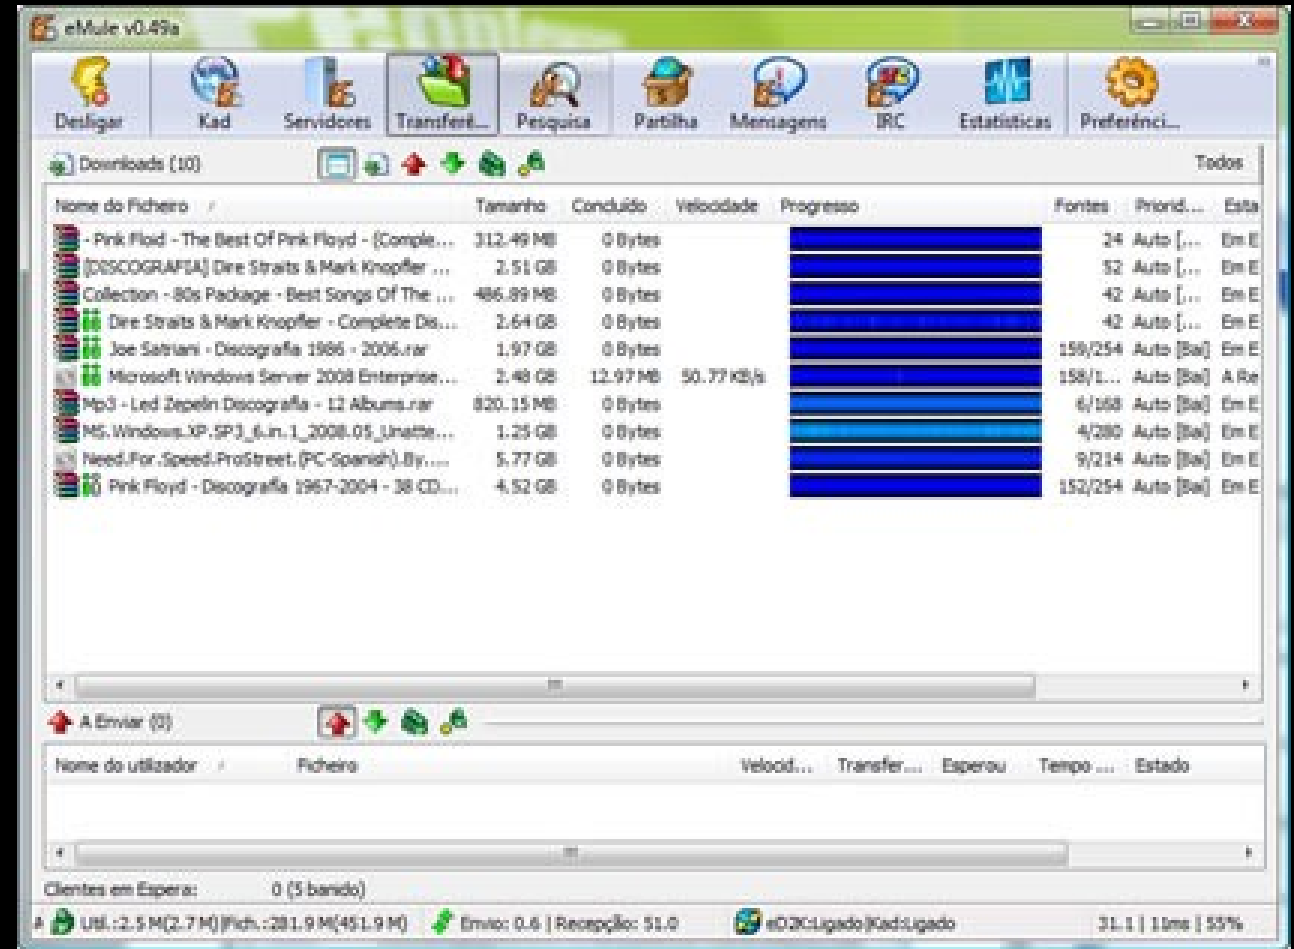 eMule v0.49a
Desligar Kad Servidores Transferê... Pesquisa Partilha Mensagens IRC Estatísticas Preferênci...
Downloads (10) Todos
Nome do Ficheiro Tamanho Concluído Velocidade Progresso Fontes Priorid... Esta
- Pink Floid - The Best Of Pink Floyd - (Comple... 312.49 MB 0 Bytes 24 Auto [... Em E
[DISCOGRAFIA] Dire Straits & Mark Knopfler ... 2.51 GB 0 Bytes 52 Auto [... Em E
Collection - 80s Package - Best Songs Of The ... 486.89 MB 0 Bytes 42 Auto [... Em E
Dire Straits & Mark Knopfler - Complete Dis... 2.64 GB 0 Bytes 42 Auto [... Em E
Joe Satriani - Discografia 1986 - 2006.rar 1.97 GB 0 Bytes 159/254 Auto [Bai] Em E
Microsoft Windows Server 2008 Enterprise... 2.48 GB 12.97 MB 50.77 KB/s 158/1... Auto [Bai] A Re
Mp3 - Led Zepelin Discografia - 12 Albums.rar 820.15 MB 0 Bytes 6/168 Auto [Bai] Em E
MS.Windows.XP.SP3_6.in.1_2008.05_Unatte... 1.25 GB 0 Bytes 4/280 Auto [Bai] Em E
Need.For.Speed.ProStreet.(PC-Spanish).By.... 5.77 GB 0 Bytes 9/214 Auto [Bai] Em E
Pink Floyd - Discografia 1967-2004 - 38 CD... 4.52 GB 0 Bytes 152/254 Auto [Bai] Em E
A Enviar (0)
Nome do utilizador Ficheiro Velocid... Transfer... Esperou Tempo ... Estado
Clientes em Espera: 0 (5 banido)
Util.:2.5 M(2.7 M)|Fich.:281.9 M(451.9 M) Envio: 0.6 | Recepção: 51.0 eD2K:Ligado|Kad:Ligado 31.1 | 11ms | 55%